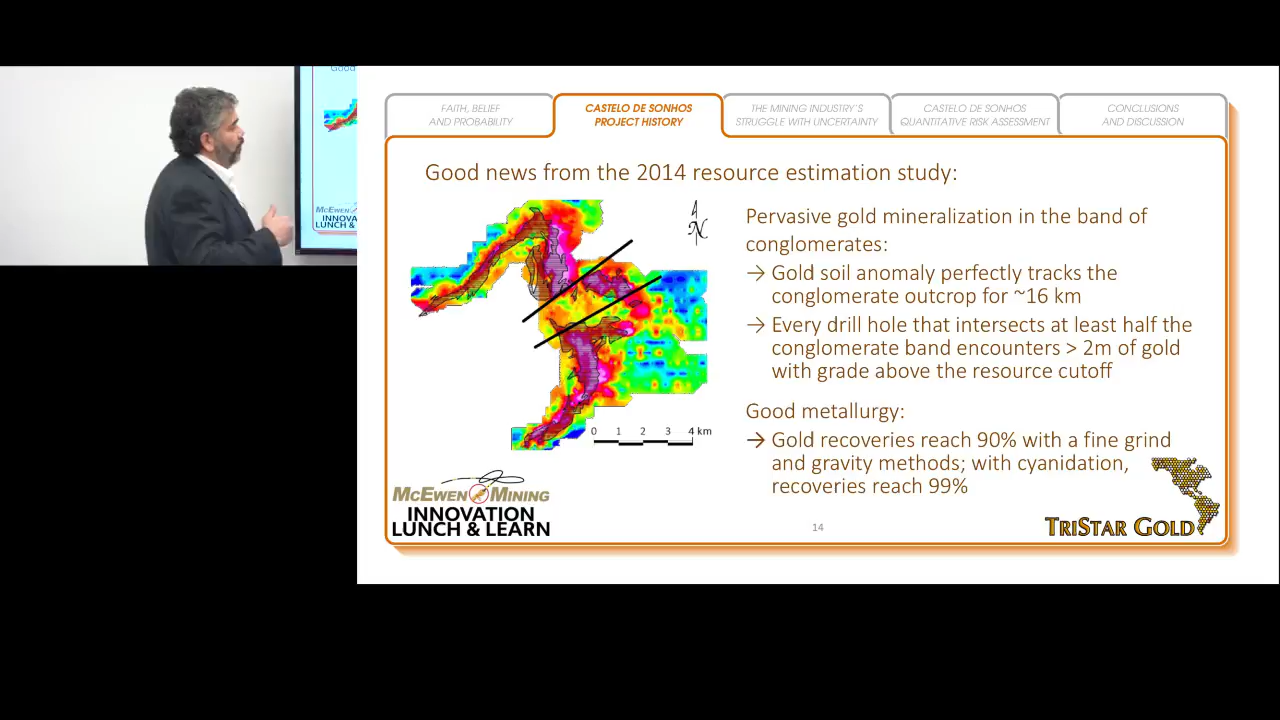 Good
McEwen
INNOVATION
LUNCH & L
FAITH, BELIEF
AND PROBABILITY
CASTELO DE SONHOS
PROJECT HISTORY
THE MINING INDUSTRY'S
STRUGGLE WITH UNCERTAINTY
CASTELO DE SONHOS
QUANTITATIVE RISK ASSESSMENT
CONCLUSIONS
AND DISCUSSION
Good news from the 2014 resource estimation study:
N
0 1 2 3 4 km
Pervasive gold mineralization in the band of
conglomerates:
→ Gold soil anomaly perfectly tracks the
conglomerate outcrop for ~16 km
→ Every drill hole that intersects at least half the
conglomerate band encounters > 2m of gold
with grade above the resource cutoff
Good metallurgy:
→ Gold recoveries reach 90% with a fine grind
and gravity methods; with cyanidation,
recoveries reach 99%
McEwen Mining
INNOVATION
LUNCH & LEARN
14
TriStar Gold